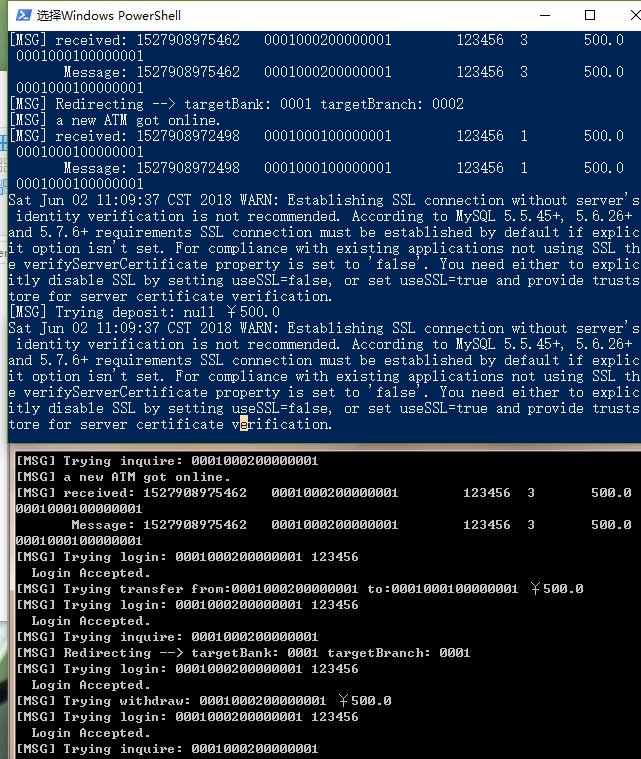 选择Windows PowerShell
[MSG] received: 1527908975462   0001000200000001        123456  3       500.0
 0001000100000001
       Message: 1527908975462   0001000200000001        123456  3       500.0
 0001000100000001
[MSG] Redirecting --> targetBank: 0001 targetBranch: 0002
[MSG] a new ATM got online.
[MSG] received: 1527908972498   0001000100000001        123456  1       500.0
 0001000100000001
       Message: 1527908972498   0001000100000001        123456  1       500.0
 0001000100000001
Sat Jun 02 11:09:37 CST 2018 WARN: Establishing SSL connection without server's
 identity verification is not recommended. According to MySQL 5.5.45+, 5.6.26+
and 5.7.6+ requirements SSL connection must be established by default if explic
it option isn't set. For compliance with existing applications not using SSL th
e verifyServerCertificate property is set to 'false'. You need either to explic
itly disable SSL by setting useSSL=false, or set useSSL=true and provide trusts
tore for server certificate verification.
[MSG] Trying deposit: null ￥500.0
Sat Jun 02 11:09:37 CST 2018 WARN: Establishing SSL connection without server's
 identity verification is not recommended. According to MySQL 5.5.45+, 5.6.26+
and 5.7.6+ requirements SSL connection must be established by default if explic
it option isn't set. For compliance with existing applications not using SSL th
e verifyServerCertificate property is set to 'false'. You need either to explic
itly disable SSL by setting useSSL=false, or set useSSL=true and provide trusts
tore for server certificate verification.
[MSG] Trying inquire: 0001000200000001
[MSG] a new ATM got online.
[MSG] received: 1527908975462   0001000200000001        123456  3       500.0
0001000100000001
       Message: 1527908975462   0001000200000001        123456  3       500.0
0001000100000001
[MSG] Trying login: 0001000200000001 123456
  Login Accepted.
[MSG] Trying transfer from:0001000200000001 to:0001000100000001 ￥500.0
[MSG] Trying login: 0001000200000001 123456
  Login Accepted.
[MSG] Trying inquire: 0001000200000001
[MSG] Redirecting --> targetBank: 0001 targetBranch: 0001
[MSG] Trying login: 0001000200000001 123456
  Login Accepted.
[MSG] Trying withdraw: 0001000200000001 ￥500.0
[MSG] Trying login: 0001000200000001 123456
  Login Accepted.
[MSG] Trying inquire: 0001000200000001